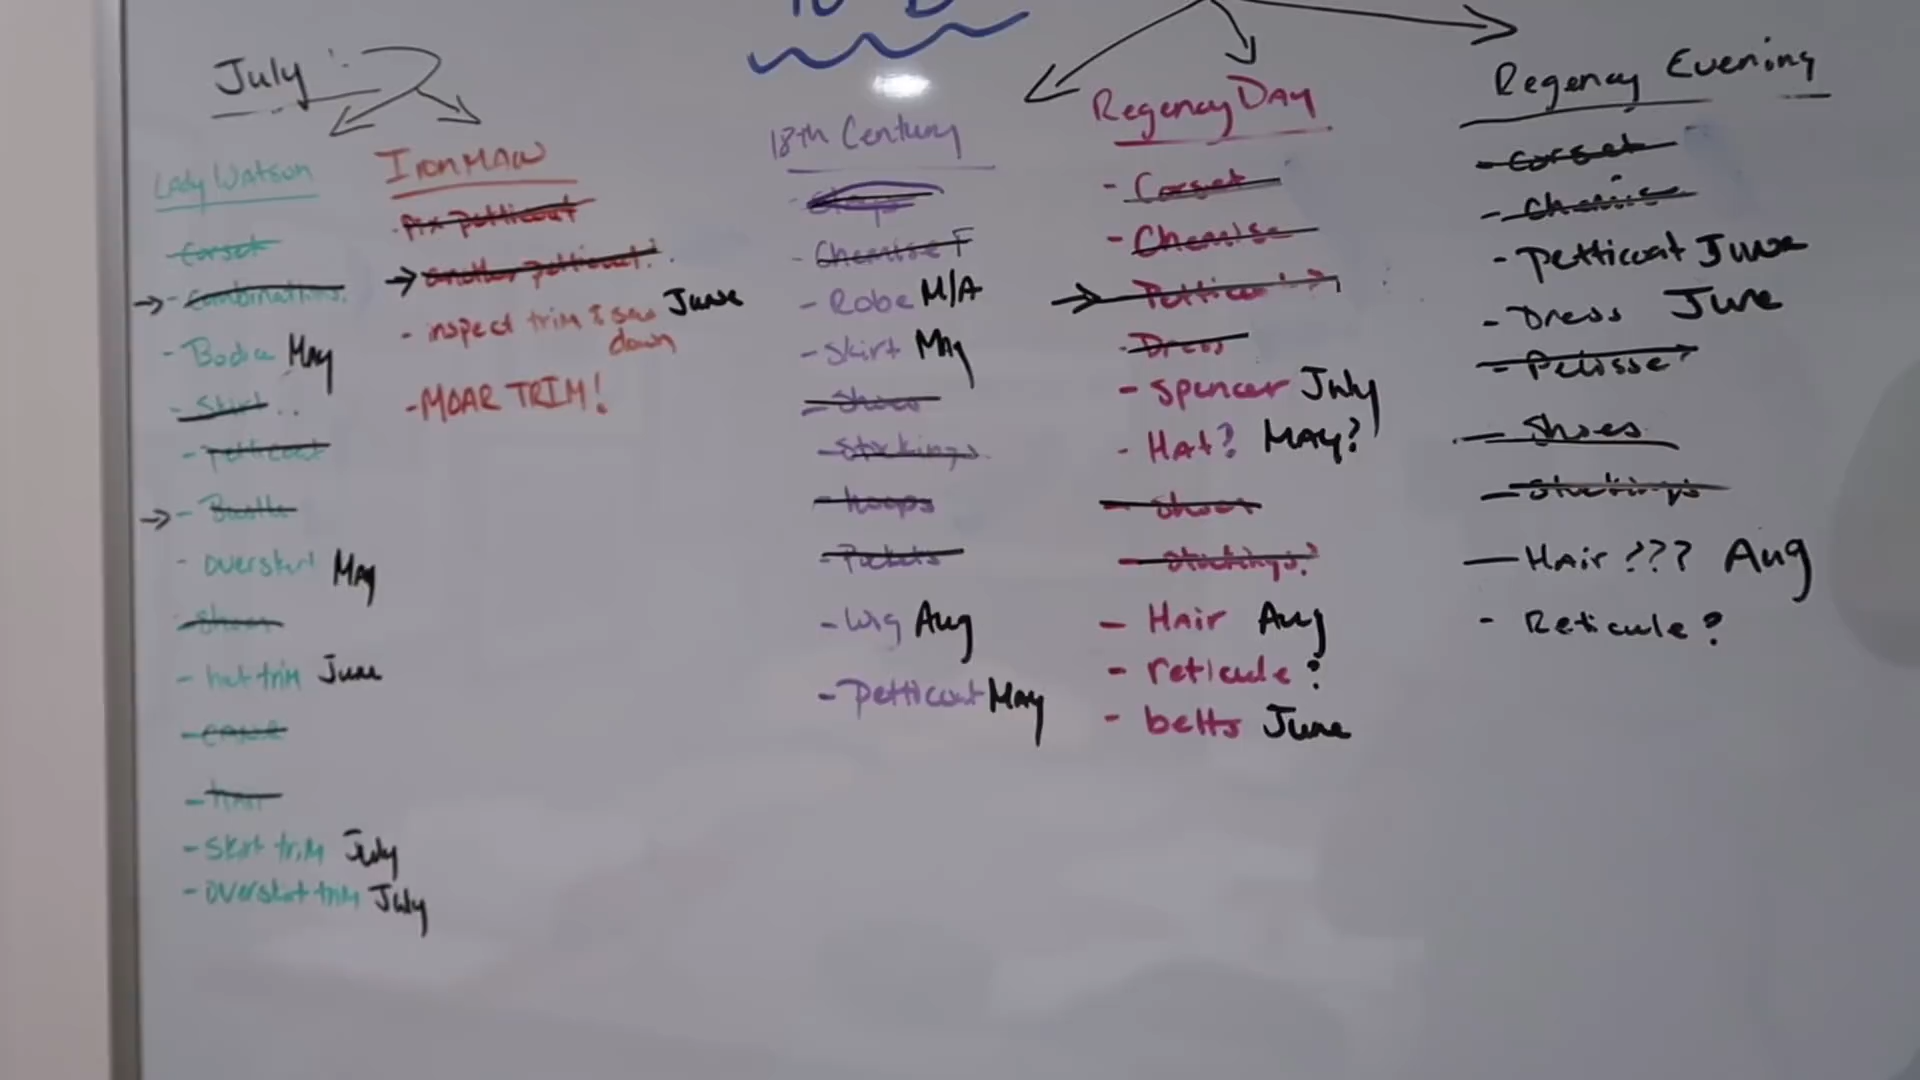 July :
Lady Watson
- Corset
- Combinations.
- Bodice May
- Skirt
- Petticoat
- Bustle
- overskirt May
- shoes
- hat trim June
- skirt trim July
- overskirt trim July
Iron MAW
- fix petticoat
- another petticoat!
- inspect trim & sew down June
- MOAR TRIM!
18th Century
- Stays
- Chemise F
- Robe M/A
- skirt May
- shoes
- stockings
- hoops
- Pockets
- Wig Aug
- Petticoat May
Regency DAY
- Corset
- Chemise
- Petticoat
- Dress
- spencer July
- HAt? MAy?
- shoes
- stockings?
- HAir Aug
- reticule ?
- belts June
Regency Evening
- Corset
- Chemise
- Petticoat June
- Dress June
- Pelisse
- Shoes
- Stockings
- HAir ??? Aug
- Reticule ?